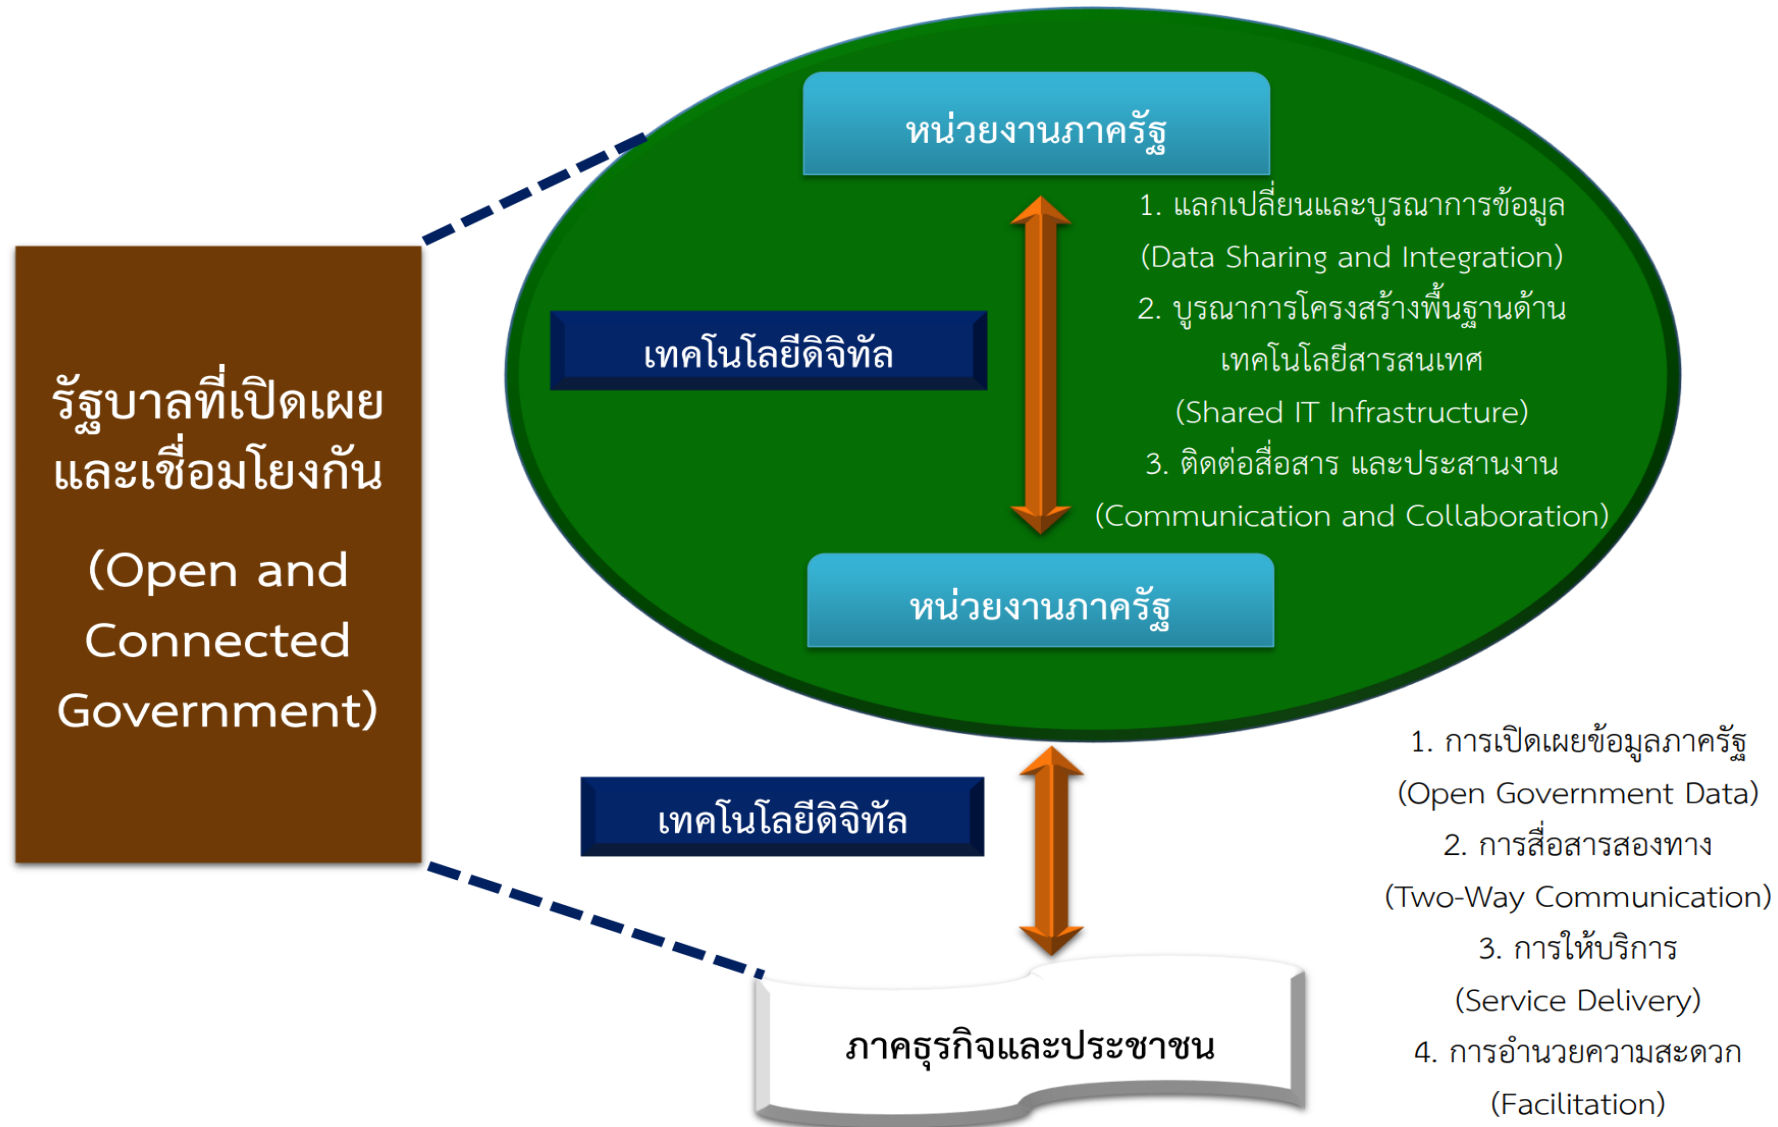 รัฐบาลที่เปิดเผย
และเชื่อมโยงกัน
(Open and
Connected
Government)
หน่วยงานภาครัฐ
เทคโนโลยีดิจิทัล
1. แลกเปลี่ยนและบูรณาการข้อมูล
(Data Sharing and Integration)
2. บูรณาการโครงสร้างพื้นฐานด้าน
เทคโนโลยีสารสนเทศ
(Shared IT Infrastructure)
3. ติดต่อสื่อสาร และประสานงาน
(Communication and Collaboration)
หน่วยงานภาครัฐ
เทคโนโลยีดิจิทัล
1. การเปิดเผยข้อมูลภาครัฐ
(Open Government Data)
2. การสื่อสารสองทาง
(Two-Way Communication)
3. การให้บริการ
(Service Delivery)
4. การอำนวยความสะดวก
(Facilitation)
ภาคธุรกิจและประชาชน